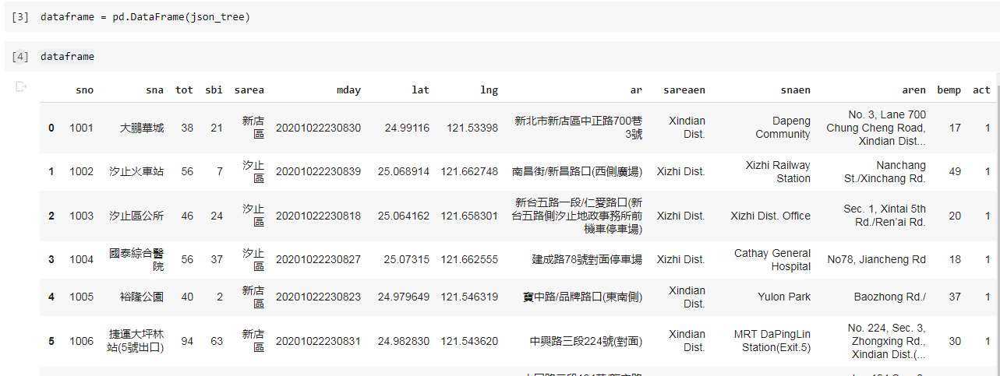 [3] dataframe = pd.DataFrame(json_tree)
[4] dataframe
sno sna tot sbi sarea mday lat lng ar sareaen snaen aren bemp act
0 1001 大鵬華城 38 21 新店區 20201022230830 24.99116 121.53398 新北市新店區中正路700巷3號 Xindian Dist. Dapeng Community No. 3, Lane 700 Chung Cheng Road, Xindian Dist... 17 1
1 1002 汐止火車站 56 7 汐止區 20201022230839 25.068914 121.662748 南昌街/新昌路口(西側廣場) Xizhi Dist. Xizhi Railway Station Nanchang St./Xinchang Rd. 49 1
2 1003 汐止區公所 46 24 汐止區 20201022230818 25.064162 121.658301 新台五路一段/仁愛路口(新台五路側汐止地政事務所前機車停車場) Xizhi Dist. Xizhi Dist. Office Sec. 1, Xintai 5th Rd./Ren’ai Rd. 20 1
3 1004 國泰綜合醫院 56 37 汐止區 20201022230827 25.07315 121.662555 建成路78號對面停車場 Xizhi Dist. Cathay General Hospital No78, Jiancheng Rd 18 1
4 1005 裕隆公園 40 2 新店區 20201022230823 24.979649 121.546319 寶中路/品牌路口(東南側) Xindian Dist. Yulon Park Baozhong Rd./ 37 1
5 1006 捷運大坪林站(5號出口) 94 63 新店區 20201022230831 24.982830 121.543620 中興路三段224號(對面) Xindian Dist. MRT DaPingLin Station(Exit.5) No. 224, Sec. 3, Zhongxing Rd., Xindian Dist.(... 30 1